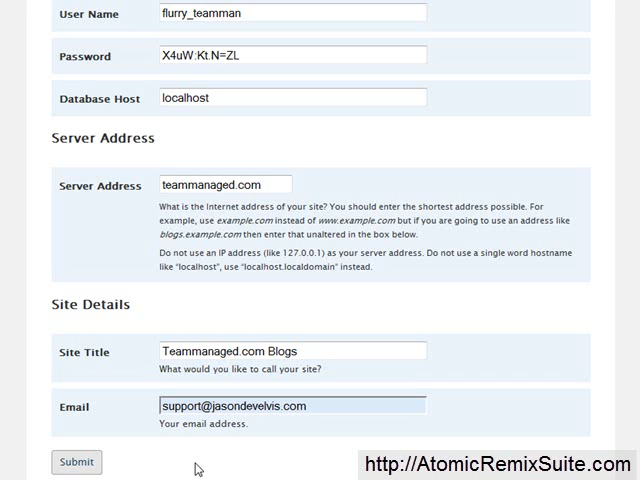 User Name flurry_teamman
Password X4uW:Kt.N=ZL
Database Host localhost
Server Address
Server Address teammanaged.com
What is the Internet address of your site? You should enter the shortest address possible. For
example, use example.com instead of www.example.com but if you are going to use an address like
blogs.example.com then enter that unaltered in the box below.
Do not use an IP address (like 127.0.0.1) as your server address. Do not use a single word hostname
like "localhost", use "localhost.localdomain" instead.
Site Details
Site Title Teammanaged.com Blogs
What would you like to call your site?
Email support@jasondevelvis.com
Your email address.
Submit
http://AtomicRemixSuite.com/